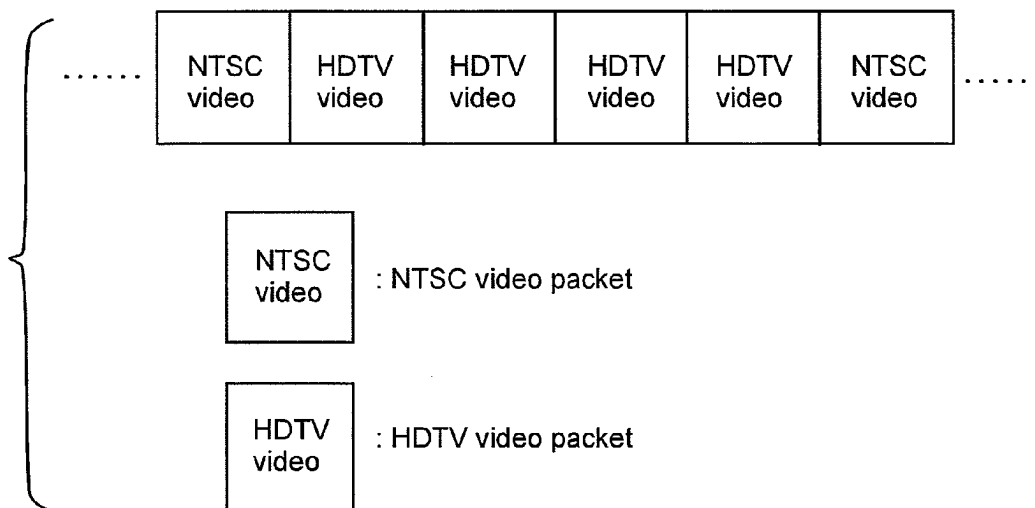 ...... NTSC HDTV HDTV HDTV HDTV NTSC .....
video video video video video video
NTSC
video
: NTSC video packet
HDTV
video
: HDTV video packet